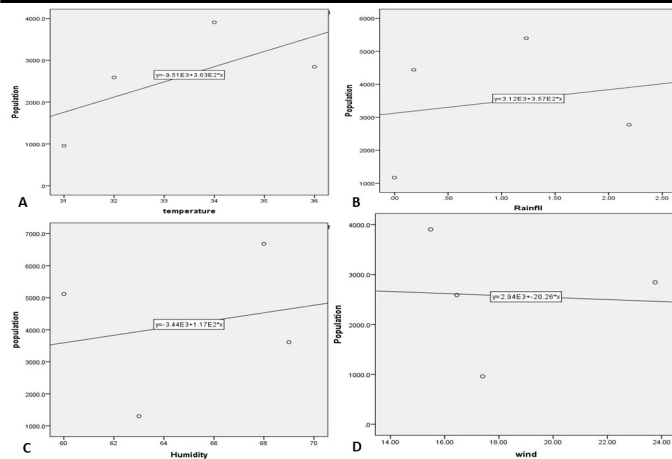 4000.0
3000.0
2000.0
1000.0
.0
Population
y=-9.51E3+3.63E2*x
31
32
33
34
35
36
temperature
A
6000
5000
4000
3000
2000
1000
Population
y=3.12E3+3.57E2*x
.00
.50
1.00
1.50
2.00
2.50
Rainfll
B
7000.0
6000.0
5000.0
4000.0
3000.0
2000.0
1000.0
population
y=-3.44E3+1.17E2*x
60
62
64
66
68
70
Humidity
C
4000.0
3000.0
2000.0
1000.0
.0
Population
y=2.94E3+-20.26*x
14.00
16.00
18.00
20.00
22.00
24.00
wind
D